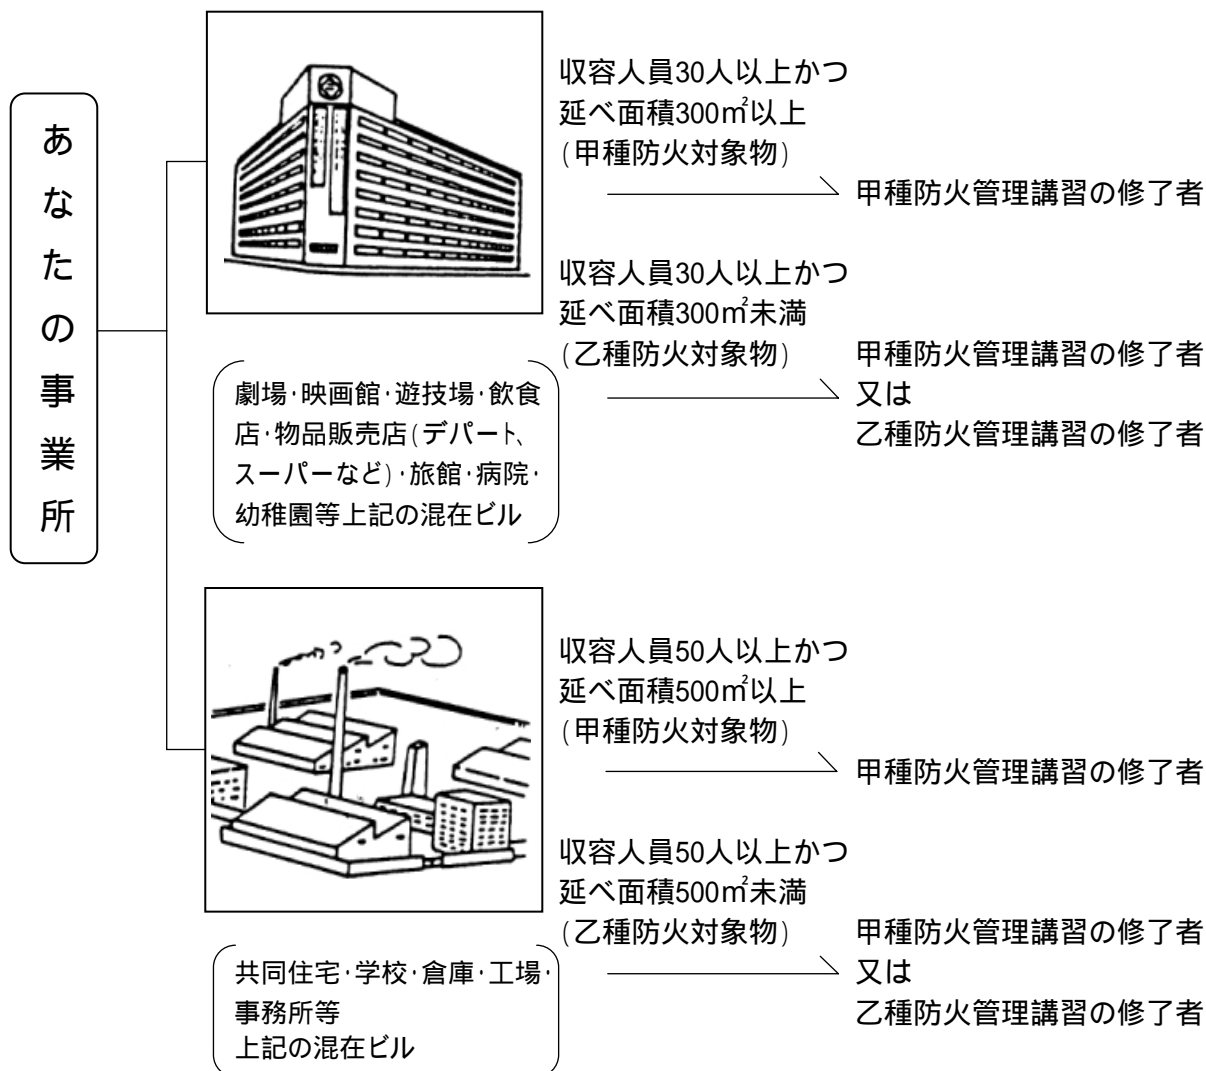 あなたの事業所
収容人員30人以上かつ
延べ面積300㎡以上
(甲種防火対象物)
甲種防火管理講習の修了者
収容人員30人以上かつ
延べ面積300㎡未満
(乙種防火対象物)
甲種防火管理講習の修了者
又は
乙種防火管理講習の修了者
劇場・映画館・遊技場・飲食
店・物品販売店(デパート、
スーパーなど)・旅館・病院・
幼稚園等上記の混在ビル
収容人員50人以上かつ
延べ面積500㎡以上
(甲種防火対象物)
甲種防火管理講習の修了者
収容人員50人以上かつ
延べ面積500㎡未満
(乙種防火対象物)
甲種防火管理講習の修了者
又は
乙種防火管理講習の修了者
共同住宅・学校・倉庫・工場・
事務所等
上記の混在ビル